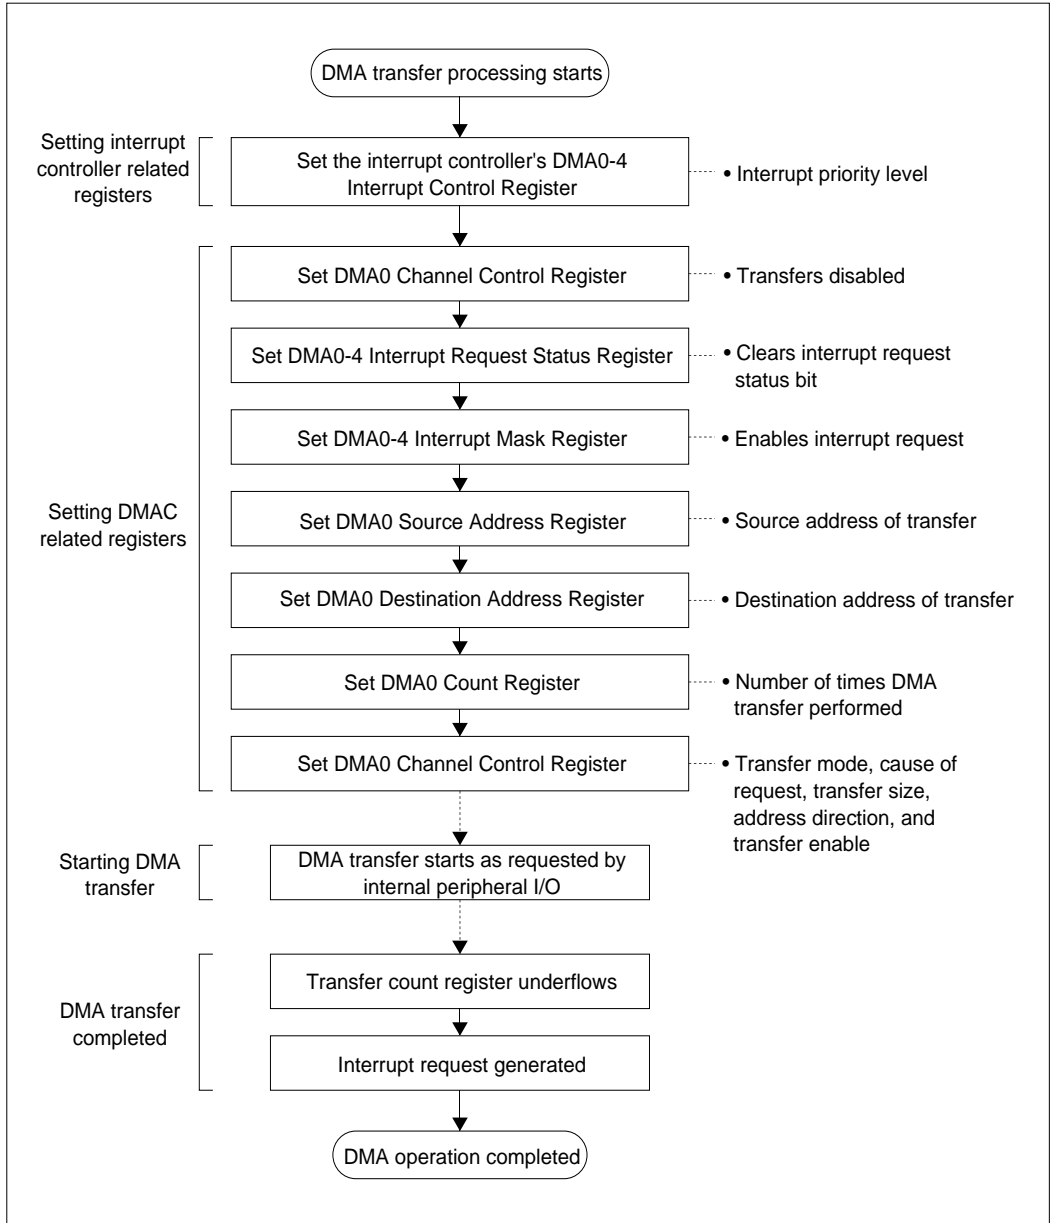 DMA transfer processing starts
Setting interrupt
controller related
registers
Set the interrupt controller's DMA0-4
Interrupt Control Register
• Interrupt priority level
Setting DMAC
related registers
Set DMA0 Channel Control Register
• Transfers disabled
Set DMA0-4 Interrupt Request Status Register
• Clears interrupt request
status bit
Set DMA0-4 Interrupt Mask Register
• Enables interrupt request
Set DMA0 Source Address Register
• Source address of transfer
Set DMA0 Destination Address Register
• Destination address of transfer
Set DMA0 Count Register
• Number of times DMA
transfer performed
Set DMA0 Channel Control Register
• Transfer mode, cause of
request, transfer size,
address direction, and
transfer enable
Starting DMA
transfer
DMA transfer starts as requested by
internal peripheral I/O
DMA transfer
completed
Transfer count register underflows
Interrupt request generated
DMA operation completed